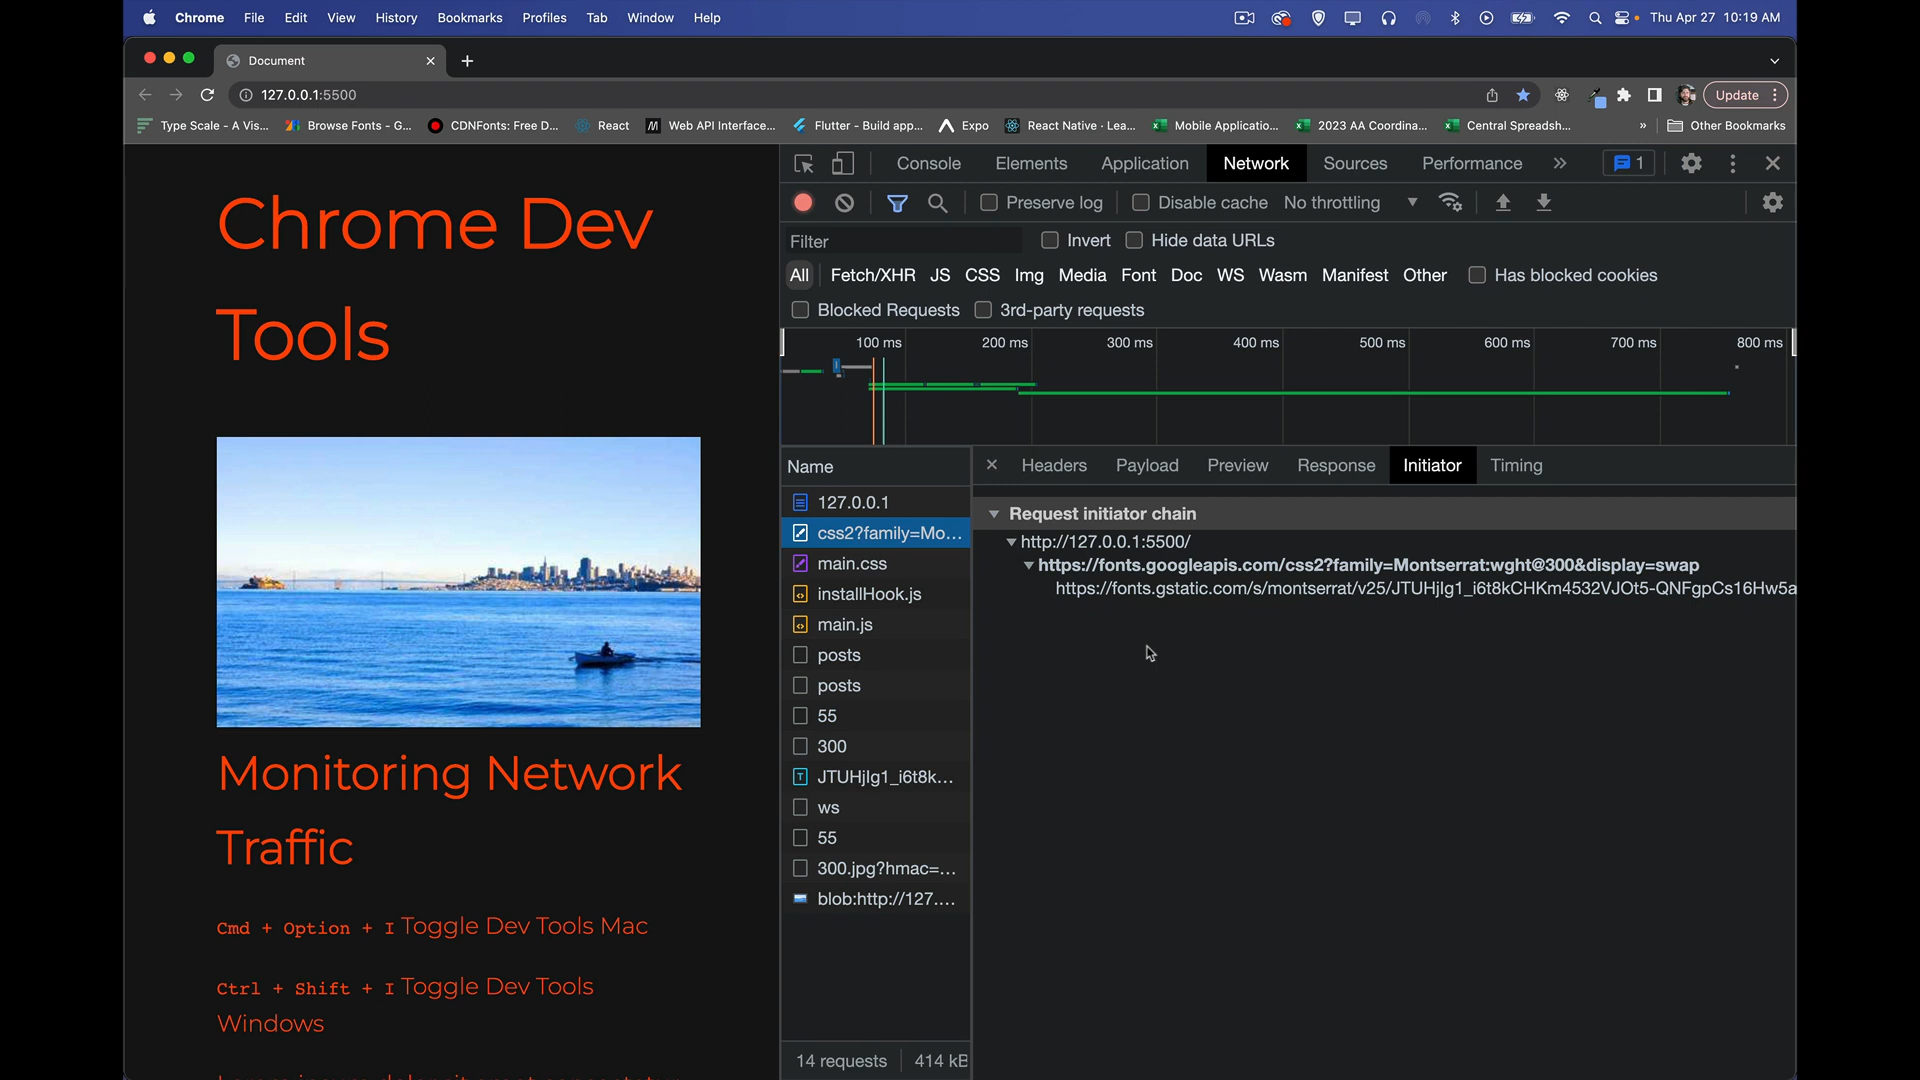 Chrome File Edit View History Bookmarks Profiles Tab Window Help Thu Apr 27 10:19 AM
Document
127.0.0.1:5500 Update
Type Scale - A Vis... Browse Fonts - G... CDNFonts: Free D... React Web API Interface... Flutter - Build app... Expo React Native · Lea... Mobile Applicatio... 2023 AA Coordina... Central Spreadsh... » Other Bookmarks
Console Elements Application Network Sources Performance » 1
Preserve log Disable cache No throttling
Filter Invert Hide data URLs
All Fetch/XHR JS CSS Img Media Font Doc WS Wasm Manifest Other Has blocked cookies
Blocked Requests 3rd-party requests
100 ms 200 ms 300 ms 400 ms 500 ms 600 ms 700 ms 800 ms
Name
127.0.0.1
css2?family=Mo...
main.css
installHook.js
main.js
posts
posts
55
300
JTUHjIg1_i6t8k...
ws
55
300.jpg?hmac=...
blob:http://127....
14 requests 414 kB
Headers Payload Preview Response Initiator Timing
Request initiator chain
http://127.0.0.1:5500/
https://fonts.googleapis.com/css2?family=Montserrat:wght@300&display=swap
https://fonts.gstatic.com/s/montserrat/v25/JTUHjIg1_i6t8kCHKm4532VJOt5-QNFgpCs16Hw5a
Chrome Dev
Tools
Monitoring Network
Traffic
Cmd + Option + I Toggle Dev Tools Mac
Ctrl + Shift + I Toggle Dev Tools
Windows